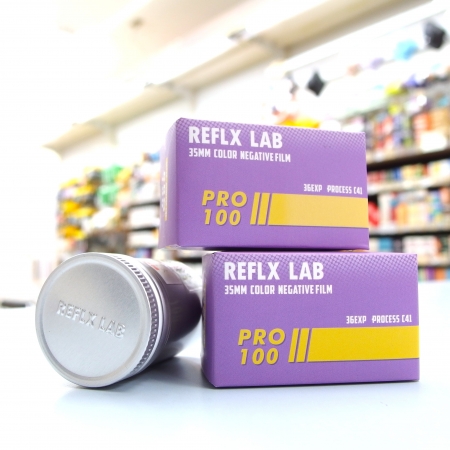 REFLX LAB
35MM COLOR NEGATIVE FILM
36EXP PROCESS C41
PRO
100
REFLX LAB
35MM COLOR NEGATIVE FILM
36EXP PROCESS C41
PRO
100
REFLX LAB